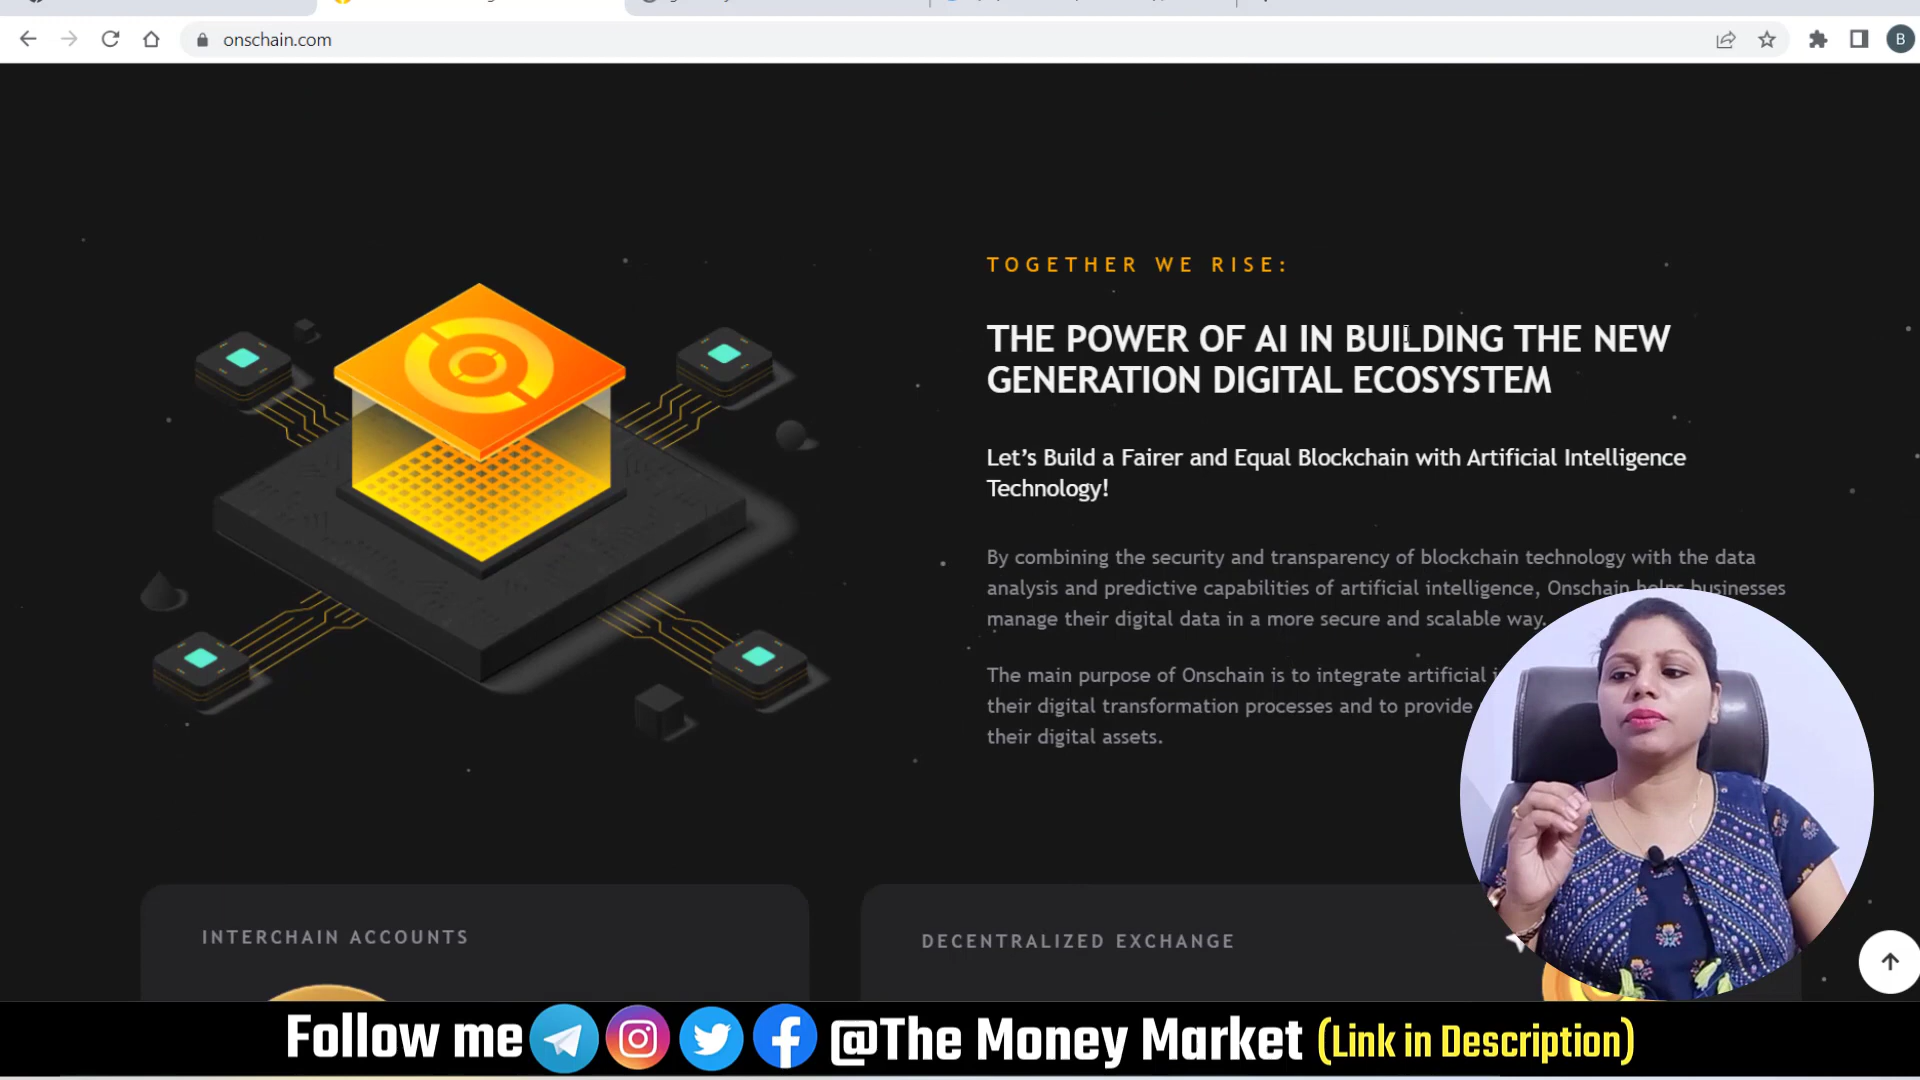 onschain.com
B
TOGETHER WE RISE:
THE POWER OF AI IN BUILDING THE NEW
GENERATION DIGITAL ECOSYSTEM
Let's Build a Fairer and Equal Blockchain with Artificial Intelligence
Technology!
By combining the security and transparency of blockchain technology with the data
analysis and predictive capabilities of artificial intelligence, Onschain helps businesses
manage their digital data in a more secure and scalable way.
The main purpose of Onschain is to integrate artificial
their digital transformation processes and to provide
their digital assets.
INTERCHAIN ACCOUNTS
DECENTRALIZED EXCHANGE
Follow me @The Money Market (Link in Description)